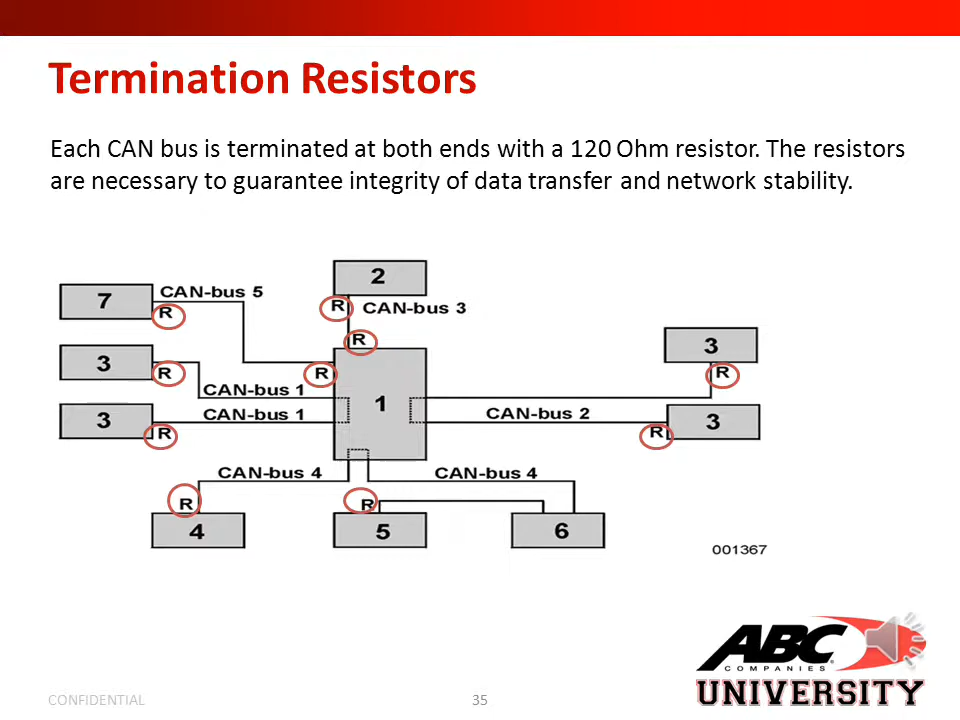 Termination Resistors
Each CAN bus is terminated at both ends with a 120 Ohm resistor. The resistors
are necessary to guarantee integrity of data transfer and network stability.
2
CAN-bus 5
7
R
R
CAN-bus 3
R
3
3
R
R
R
CAN-bus 1
1
CAN-bus 1
CAN-bus 2
3
3
R
R
CAN-bus 4
CAN-bus 4
R
R
4
5
6
001367
ABC
COMPANIES
UNIVERSITY
CONFIDENTIAL
35